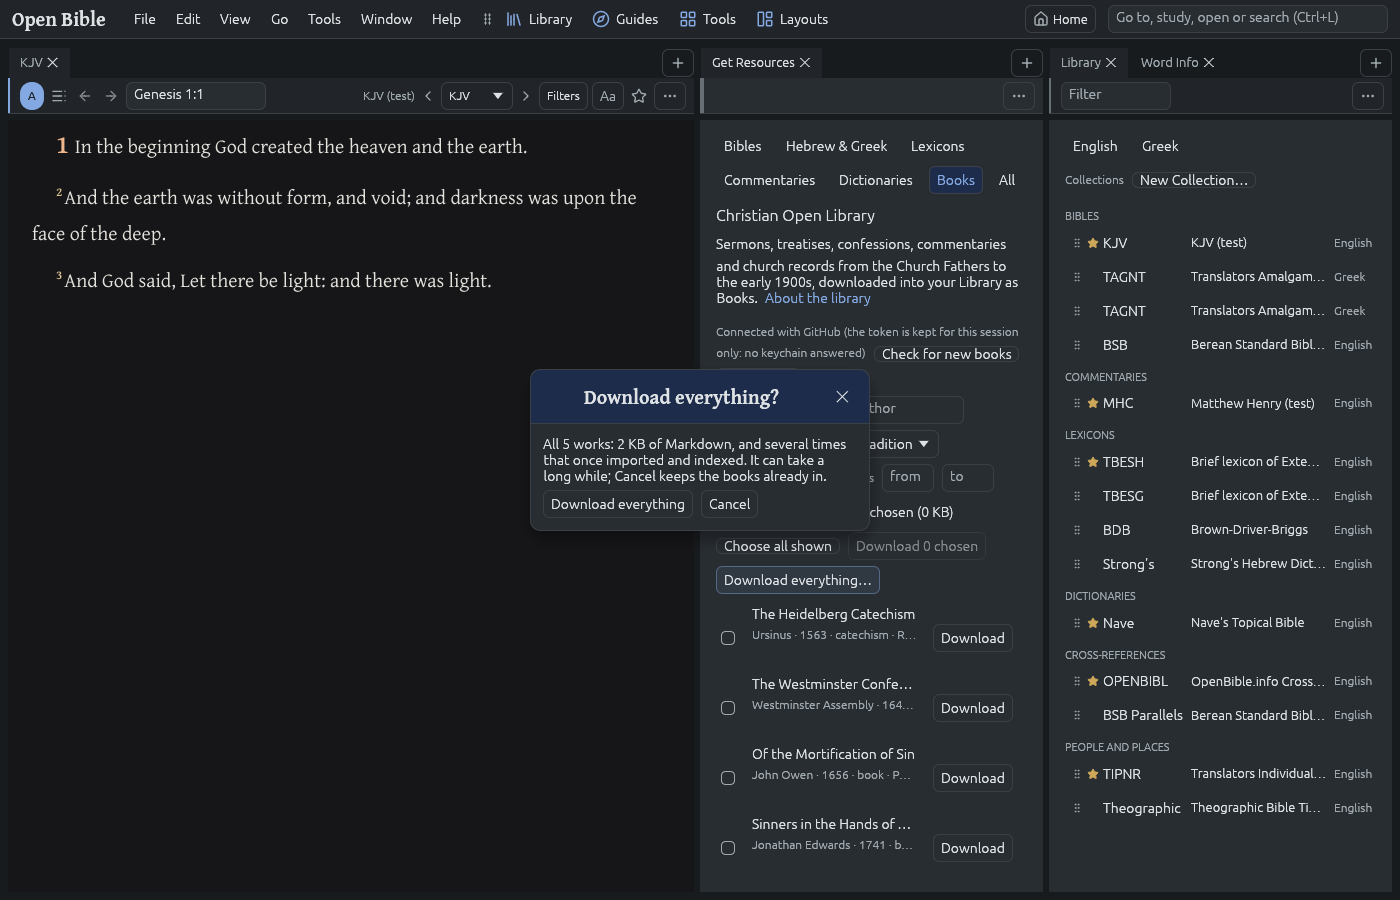 Open Bible File Edit View Go Tools Window Help Library Guides Tools Layouts Home Go to, study, open or search (Ctrl+L)
KJV
A Genesis 1:1 KJV (test) KJV Filters Aa
1 In the beginning God created the heaven and the earth.
2 And the earth was without form, and void; and darkness was upon the
face of the deep.
3 And God said, Let there be light: and there was light.
Get Resources
Bibles Hebrew & Greek Lexicons
Commentaries Dictionaries Books All
Christian Open Library
Sermons, treatises, confessions, commentaries
and church records from the Church Fathers to
the early 1900s, downloaded into your Library as
Books. About the library
Connected with GitHub (the token is kept for this session
only: no keychain answered) Check for new books
Download everything?
All 5 works: 2 KB of Markdown, and several times
that once imported and indexed. It can take a
long while; Cancel keeps the books already in.
Download everything Cancel
thor
adition
s from to
chosen (0 KB)
Choose all shown Download 0 chosen
Download everything…
The Heidelberg Catechism
Ursinus · 1563 · catechism · R…
Download
The Westminster Confe…
Westminster Assembly · 164…
Download
Of the Mortification of Sin
John Owen · 1656 · book · P…
Download
Sinners in the Hands of …
Jonathan Edwards · 1741 · b…
Download
Library Word Info
Filter
English Greek
Collections New Collection…
BIBLES
KJV KJV (test) English
TAGNT Translators Amalgam… Greek
TAGNT Translators Amalgam… Greek
BSB Berean Standard Bibl… English
COMMENTARIES
MHC Matthew Henry (test) English
LEXICONS
TBESH Brief lexicon of Exte… English
TBESG Brief lexicon of Exte… English
BDB Brown-Driver-Briggs English
Strong's Strong's Hebrew Dict… English
DICTIONARIES
Nave Nave's Topical Bible English
CROSS-REFERENCES
OPENBIBL OpenBible.info Cross… English
BSB Parallels Berean Standard Bibl… English
PEOPLE AND PLACES
TIPNR Translators Individual… English
Theographic Theographic Bible Ti… English